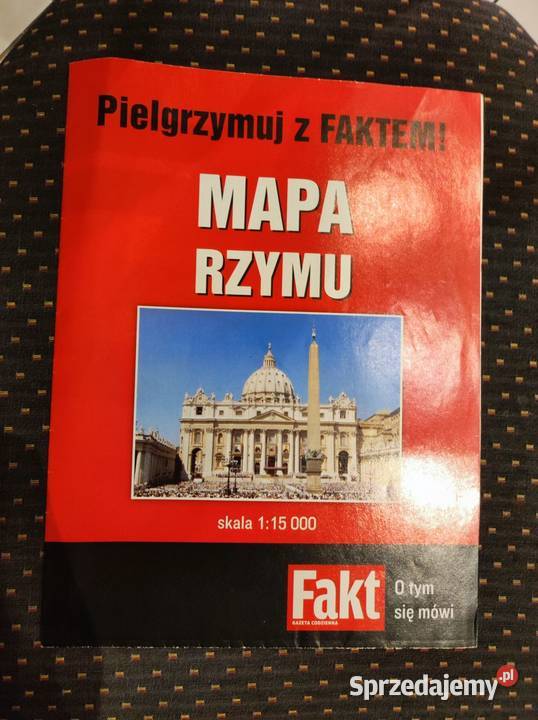 Pielgrzymuj z FAKTEM!
MAPA
RZYMU
skala 1:15 000
Fakt
GAZETA CODZIENNA
O tym
się mówi
Sprzedajemy.pl